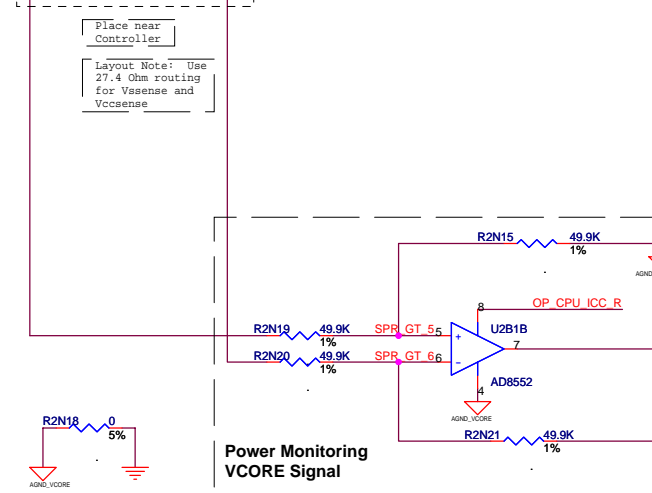 Place near
Controller
Layout Note: Use
27.4 Ohm routing
for Vssense and
Vccsense
R2N15 49.9K
1%
8 OP_CPU_ICC_R
R2N19 49.9K SPR_GT_5 5 + U2B1B
1%
7
R2N20 49.9K SPR_GT_6 6 -
1%
AD8552
4
AGND_VCORE
R2N18 0
5%
R2N21 49.9K
1%
Power Monitoring
VCORE Signal
AGND_VCORE